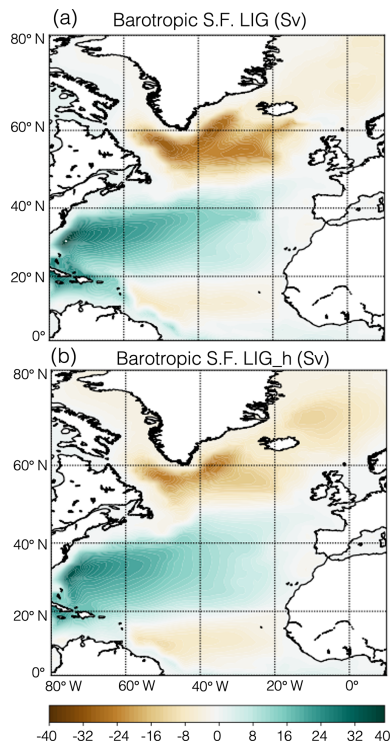 (a)
Barotropic S.F. LIG (Sv)
80° N
60° N
40° N
20° N
0°
(b)
Barotropic S.F. LIG_h (Sv)
80° N
60° N
40° N
20° N
0°
80° W 60° W 40° W 20° W 0°
-40 -32 -24 -16 -8 0 8 16 24 32 40